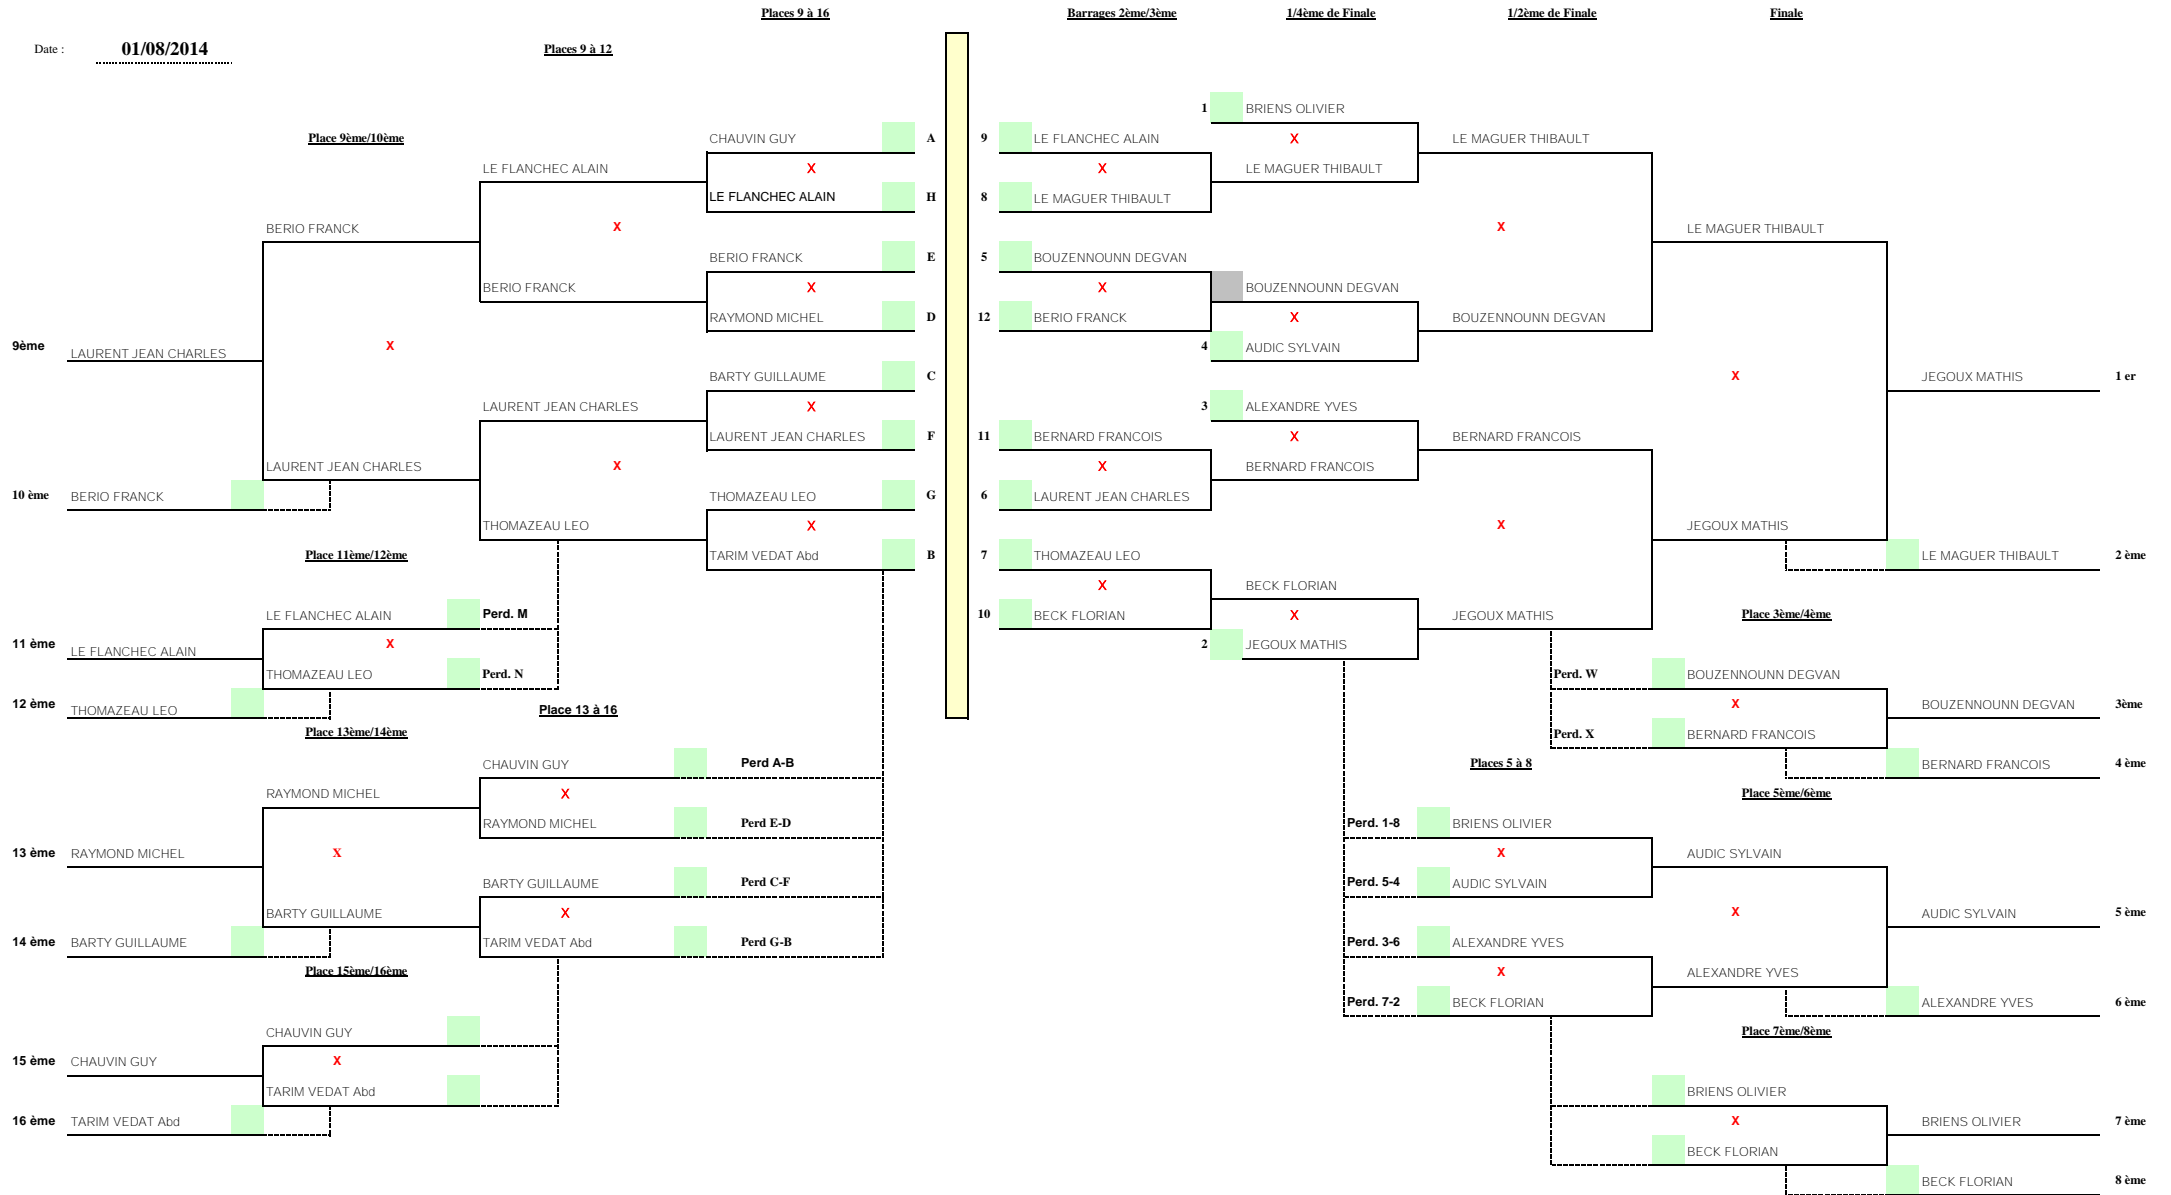 Places 9 à 16 Barrages 2ème/3ème 1/4ème de Finale 1/2ème de Finale Finale
Date : 01/08/2014 Places 9 à 12
1 BRIENS OLIVIER
Place 9ème/10ème CHAUVIN GUY A 9 LE FLANCHEC ALAIN X LE MAGUER THIBAULT
LE FLANCHEC ALAIN X X LE MAGUER THIBAULT
LE FLANCHEC ALAIN H 8 LE MAGUER THIBAULT
BERIO FRANCK X X LE MAGUER THIBAULT
BERIO FRANCK E 5 BOUZENNOUNN DEGVAN
BERIO FRANCK X X BOUZENNOUNN DEGVAN
RAYMOND MICHEL D 12 BERIO FRANCK X BOUZENNOUNN DEGVAN
9ème LAURENT JEAN CHARLES X 4 AUDIC SYLVAIN
BARTY GUILLAUME C X JEGOUX MATHIS 1 er
LAURENT JEAN CHARLES X 3 ALEXANDRE YVES
LAURENT JEAN CHARLES F 11 BERNARD FRANCOIS X BERNARD FRANCOIS
LAURENT JEAN CHARLES X X BERNARD FRANCOIS
10 ème BERIO FRANCK THOMAZEAU LEO G 6 LAURENT JEAN CHARLES
THOMAZEAU LEO X X JEGOUX MATHIS
Place 11ème/12ème TARIM VEDAT Abd B 7 THOMAZEAU LEO LE MAGUER THIBAULT 2 ème
X BECK FLORIAN
LE FLANCHEC ALAIN Perd. M 10 BECK FLORIAN X JEGOUX MATHIS Place 3ème/4ème
11 ème LE FLANCHEC ALAIN X 2 JEGOUX MATHIS
THOMAZEAU LEO Perd. N Perd. W BOUZENNOUNN DEGVAN
12 ème THOMAZEAU LEO Place 13 à 16 X BOUZENNOUNN DEGVAN 3ème
Place 13ème/14ème Perd. X BERNARD FRANCOIS
CHAUVIN GUY Perd A-B Places 5 à 8 BERNARD FRANCOIS 4 ème
RAYMOND MICHEL X Place 5ème/6ème
RAYMOND MICHEL Perd E-D Perd. 1-8 BRIENS OLIVIER
13 ème RAYMOND MICHEL X X AUDIC SYLVAIN
BARTY GUILLAUME Perd C-F Perd. 5-4 AUDIC SYLVAIN
BARTY GUILLAUME X X AUDIC SYLVAIN 5 ème
14 ème BARTY GUILLAUME TARIM VEDAT Abd Perd G-B Perd. 3-6 ALEXANDRE YVES
Place 15ème/16ème X ALEXANDRE YVES
Perd. 7-2 BECK FLORIAN ALEXANDRE YVES 6 ème
CHAUVIN GUY Place 7ème/8ème
15 ème CHAUVIN GUY X
TARIM VEDAT Abd BRIENS OLIVIER
16 ème TARIM VEDAT Abd X BRIENS OLIVIER 7 ème
BECK FLORIAN
BECK FLORIAN 8 ème